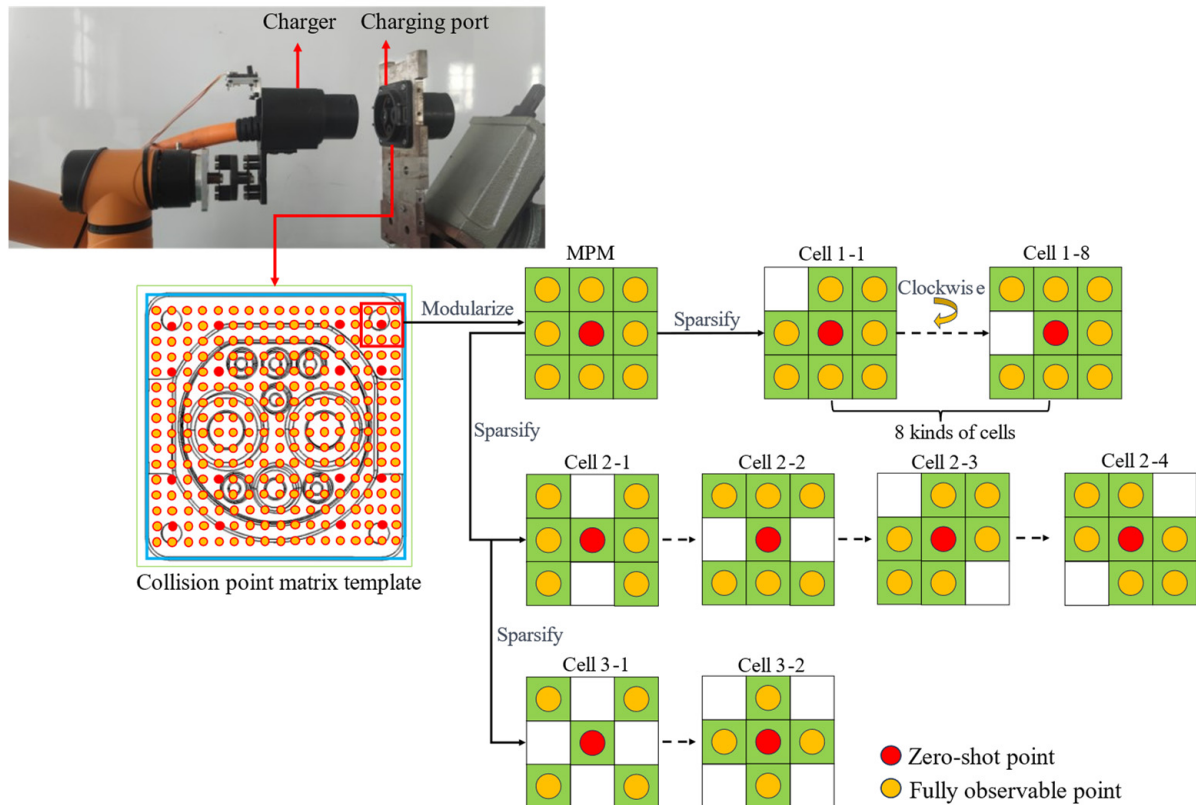 Charger
Charging port
MPM
Cell 1-1
Cell 1-8
Modularize
Sparsify
Clockwise
8 kinds of cells
Sparsify
Cell 2-1
Cell 2-2
Cell 2-3
Cell 2-4
Collision point matrix template
Sparsify
Cell 3-1
Cell 3-2
Zero-shot point
Fully observable point